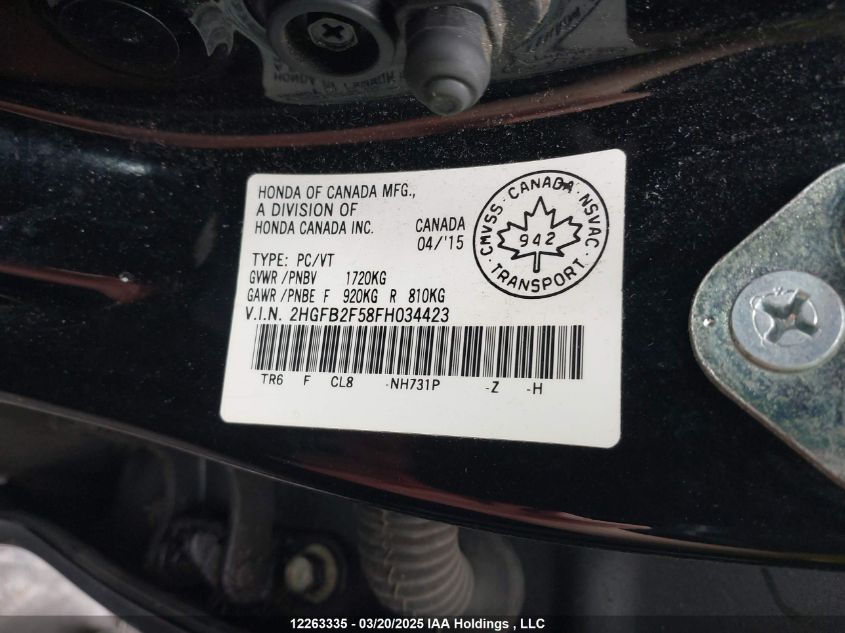 HONDA OF CANADA MFG.,
A DIVISION OF
HONDA CANADA INC.
CANADA
04/'15
CMVSS · CANADA · NSVAC
942
· TRANSPORT ·
TYPE: PC/VT
GVWR /PNBV 1720KG
GAWR /PNBE F 920KG R 810KG
V.I.N. 2HGFB2F58FH034423
TR6 F CL8 -NH731P -Z -H
12263335 - 03/20/2025 IAA Holdings , LLC